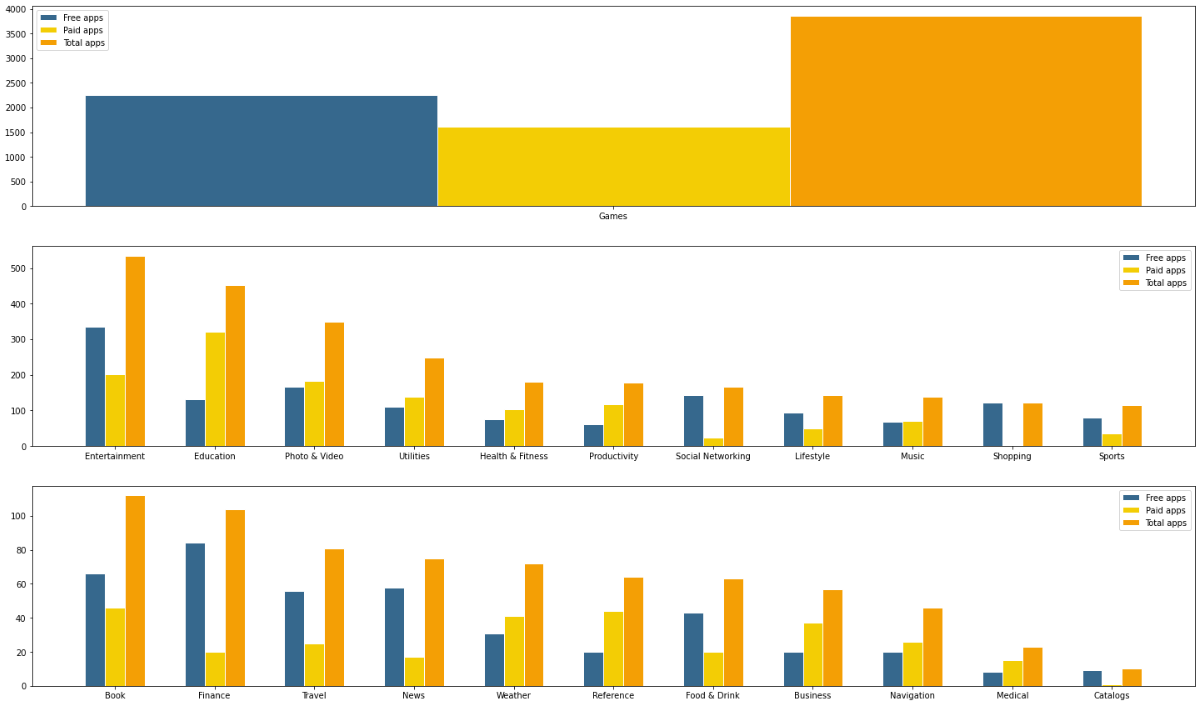 4000
3500
3000
2500
2000
1500
1000
500
0
Free apps
Paid apps
Total apps
Games
500
400
300
200
100
0
Free apps
Paid apps
Total apps
Entertainment Education Photo & Video Utilities Health & Fitness Productivity Social Networking Lifestyle Music Shopping Sports
100
80
60
40
20
0
Free apps
Paid apps
Total apps
Book Finance Travel News Weather Reference Food & Drink Business Navigation Medical Catalogs